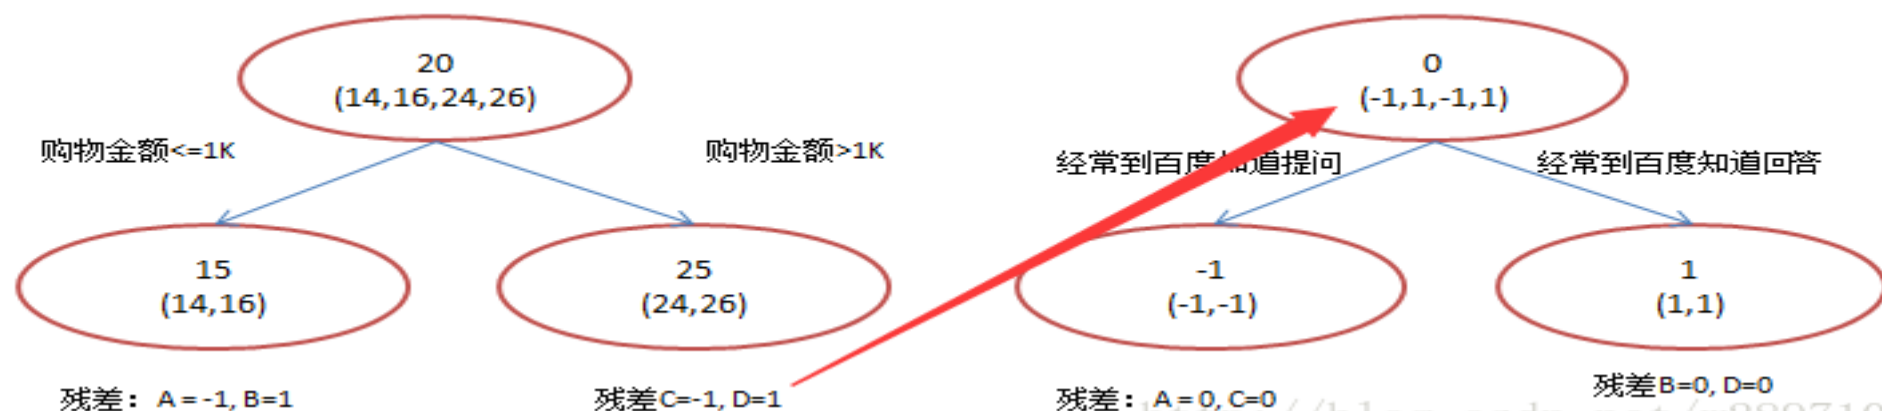 20
(14,16,24,26)
购物金额<=1K
购物金额>1K
15
(14,16)
25
(24,26)
残差：A = -1, B=1
残差C=-1, D=1
0
(-1,1,-1,1)
经常到百度知道提问
经常到百度知道回答
-1
(-1,-1)
1
(1,1)
残差：A = 0, C=0
残差B=0, D=0